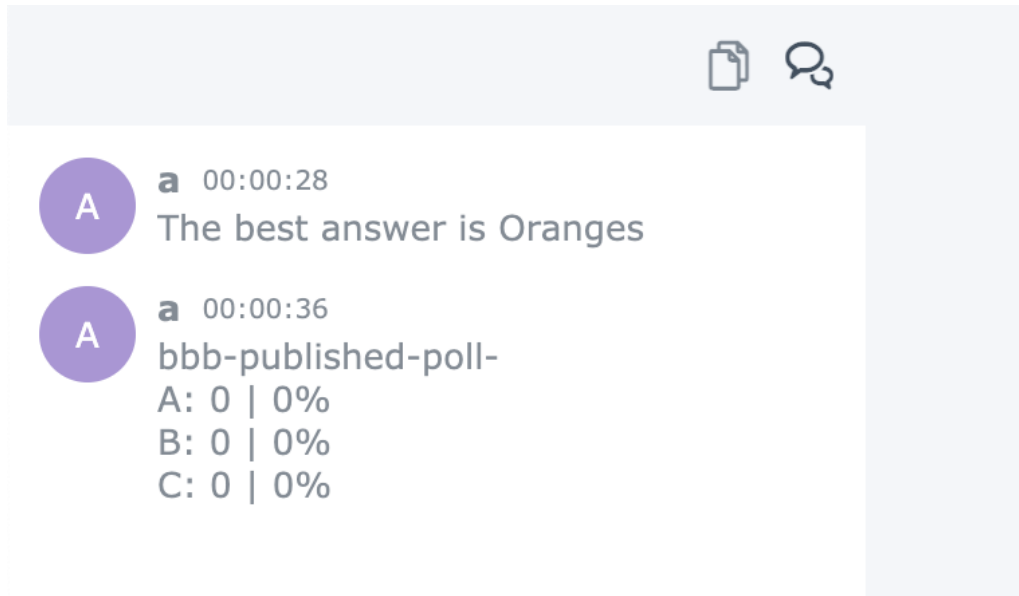 A
a 00:00:28
The best answer is Oranges
A
a 00:00:36
bbb-published-poll-
A: 0 | 0%
B: 0 | 0%
C: 0 | 0%